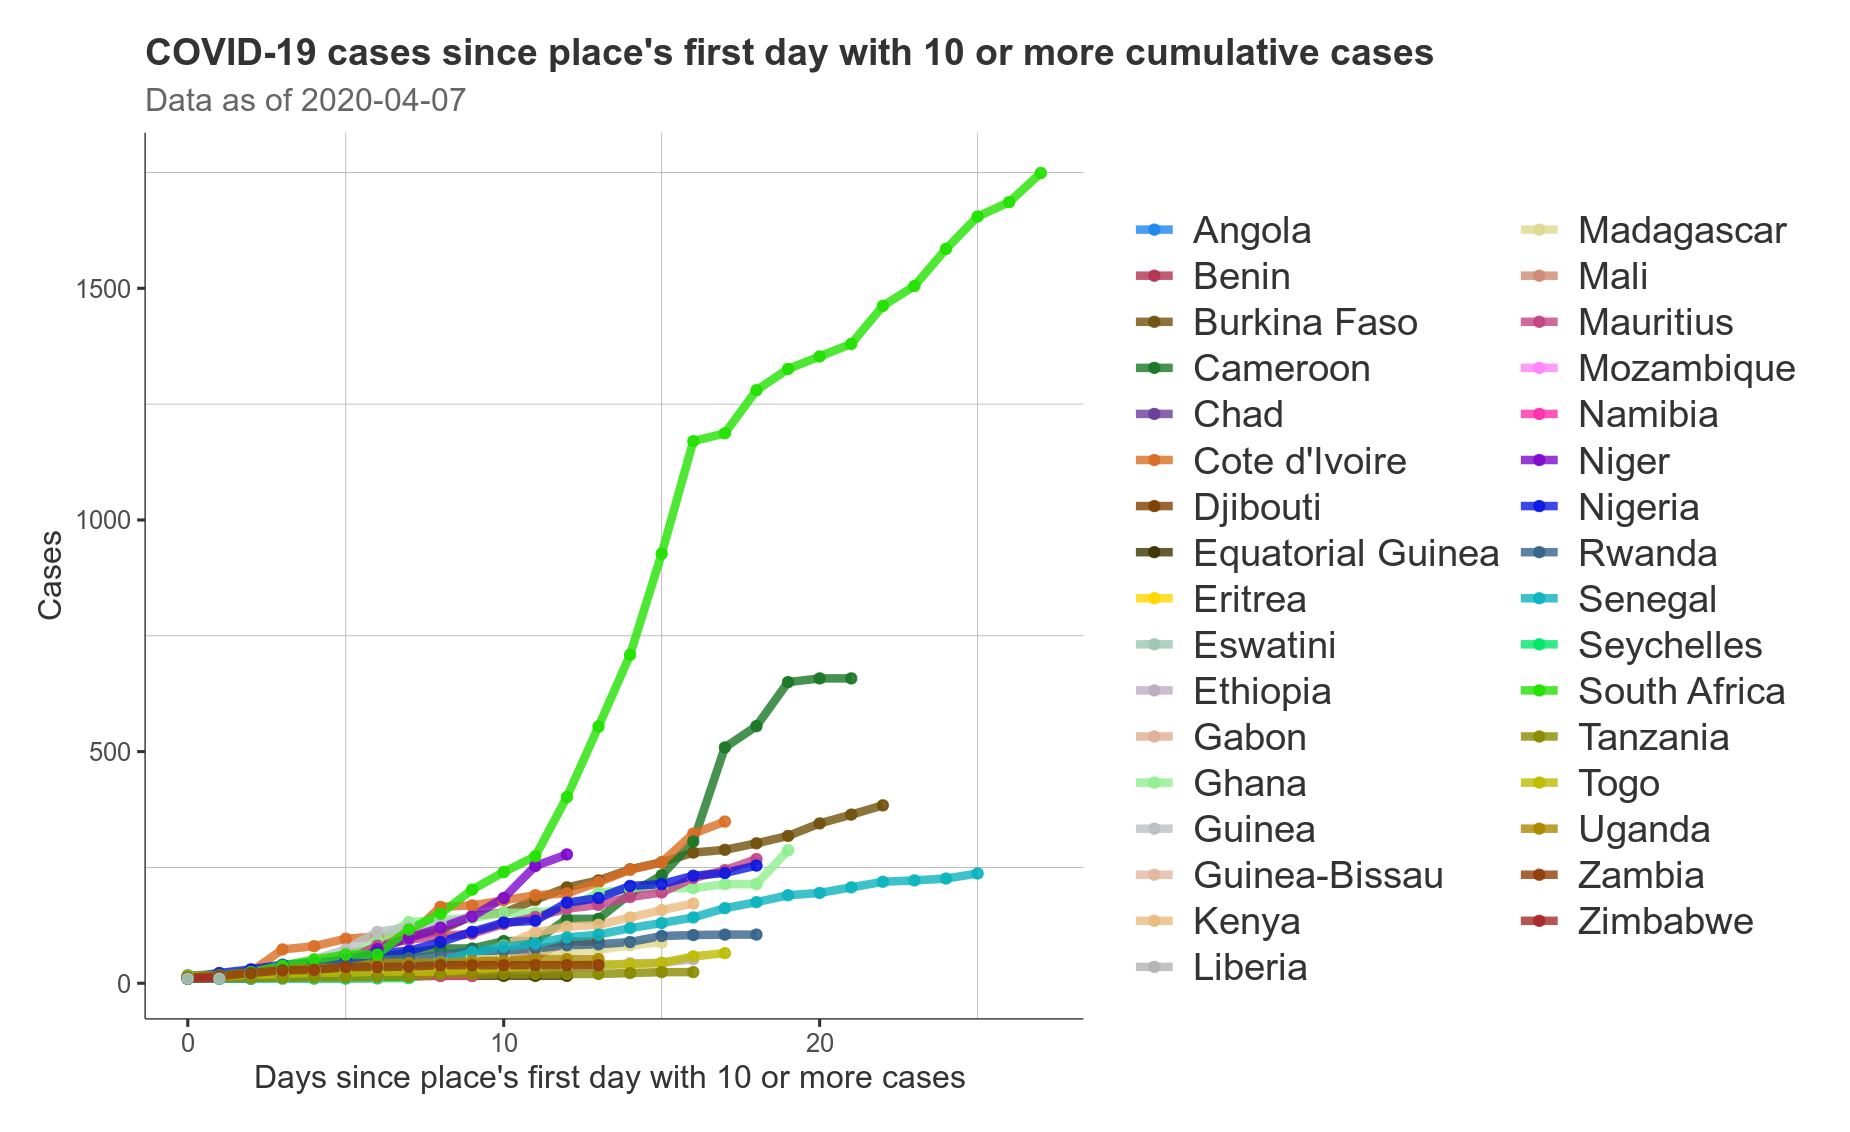 COVID-19 cases since place's first day with 10 or more cumulative cases
Data as of 2020-04-07
Cases
1500
1000
500
0
0 10 20
Days since place's first day with 10 or more cases
Angola
Benin
Burkina Faso
Cameroon
Chad
Cote d'Ivoire
Djibouti
Equatorial Guinea
Eritrea
Eswatini
Ethiopia
Gabon
Ghana
Guinea
Guinea-Bissau
Kenya
Liberia
Madagascar
Mali
Mauritius
Mozambique
Namibia
Niger
Nigeria
Rwanda
Senegal
Seychelles
South Africa
Tanzania
Togo
Uganda
Zambia
Zimbabwe